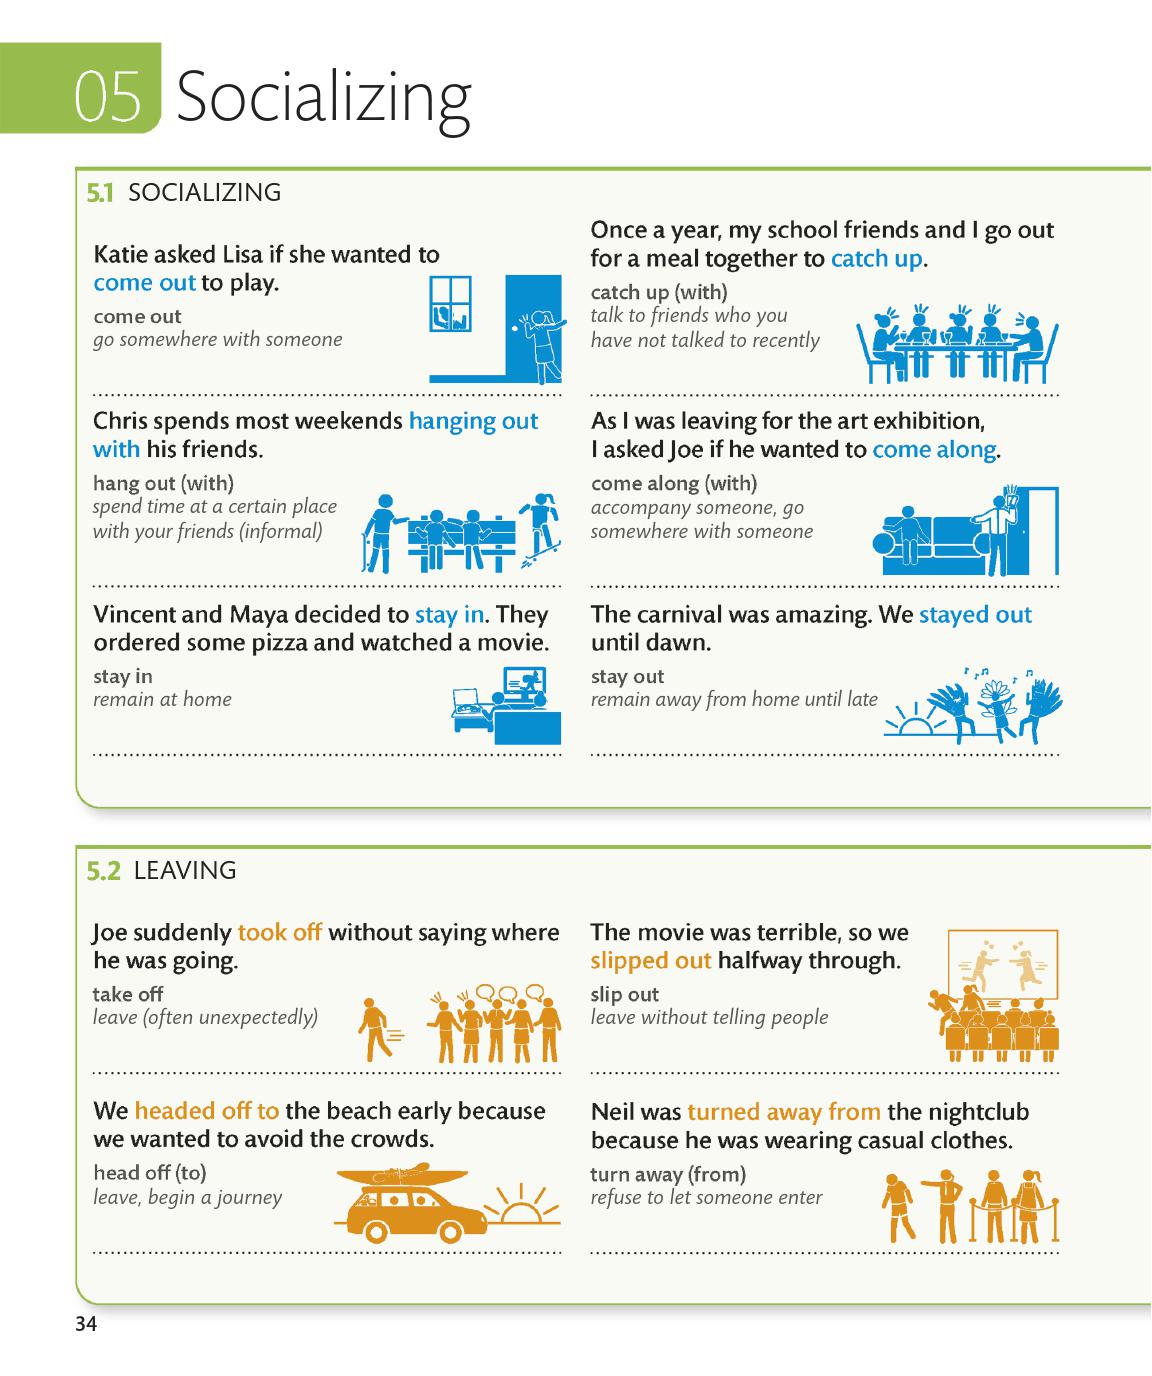 05 Socializing
5.1 SOCIALIZING
Katie asked Lisa if she wanted to
come out to play.
come out
go somewhere with someone
Once a year, my school friends and I go out
for a meal together to catch up.
catch up (with)
talk to friends who you
have not talked to recently
Chris spends most weekends hanging out
with his friends.
hang out (with)
spend time at a certain place
with your friends (informal)
As I was leaving for the art exhibition,
I asked Joe if he wanted to come along.
come along (with)
accompany someone, go
somewhere with someone
Vincent and Maya decided to stay in. They
ordered some pizza and watched a movie.
stay in
remain at home
The carnival was amazing. We stayed out
until dawn.
stay out
remain away from home until late
5.2 LEAVING
Joe suddenly took off without saying where
he was going.
take off
leave (often unexpectedly)
The movie was terrible, so we
slipped out halfway through.
slip out
leave without telling people
We headed off to the beach early because
we wanted to avoid the crowds.
head off (to)
leave, begin a journey
Neil was turned away from the nightclub
because he was wearing casual clothes.
turn away (from)
refuse to let someone enter
34